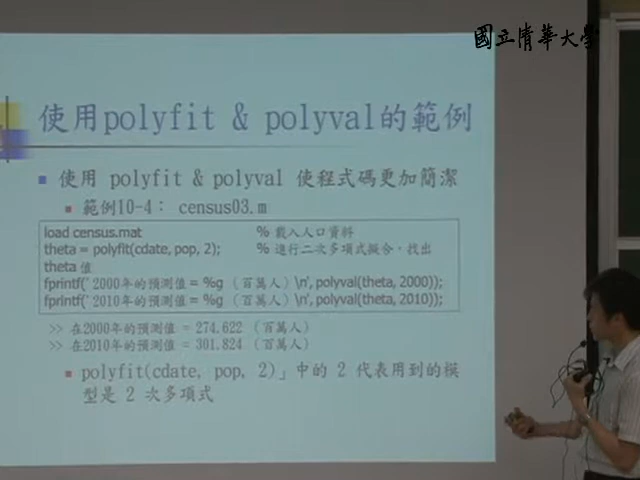 國立清華大學
使用polyfit & polyval的範例
使用 polyfit & polyval 使程式碼更加簡潔
範例10-4： census03.m
load census.mat % 載入人口資料
theta = polyfit(cdate, pop, 2); % 進行二次多項式擬合，找出
theta 值
fprintf('2000年的預測值 = %g （百萬人）\n', polyval(theta, 2000));
fprintf('2010年的預測值 = %g （百萬人）\n', polyval(theta, 2010));
>> 在2000年的預測值 = 274.622 （百萬人）
>> 在2010年的預測值 = 301.824 （百萬人）
polyfit(cdate, pop, 2)」中的 2 代表用到的模
型是 2 次多項式